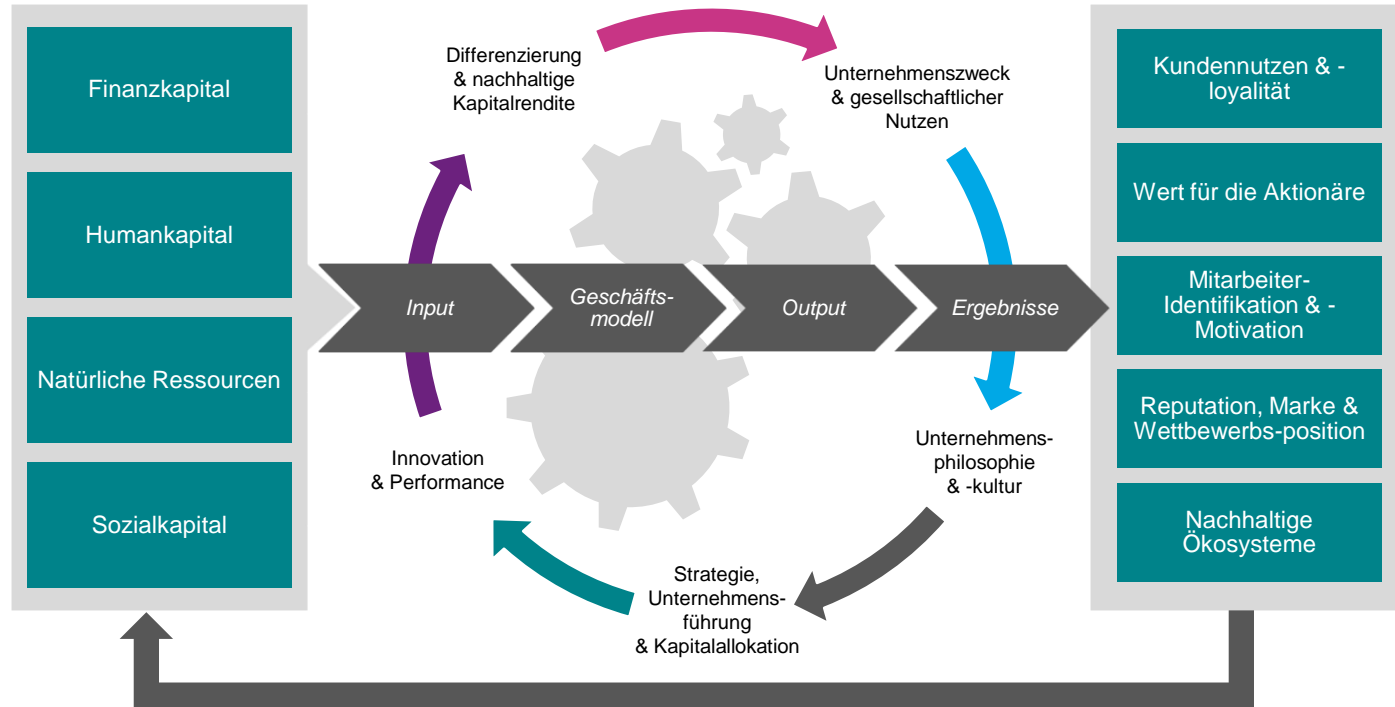 Finanzkapital
Humankapital
Natürliche Ressourcen
Sozialkapital
Differenzierung
& nachhaltige
Kapitalrendite
Unternehmenszweck
& gesellschaftlicher
Nutzen
Input
Geschäfts-
modell
Output
Ergebnisse
Innovation
& Performance
Unternehmens-
philosophie
& -kultur
Strategie,
Unternehmens-
führung
& Kapitalallokation
Kundennutzen & -
loyalität
Wert für die Aktionäre
Mitarbeiter-
Identifikation & -
Motivation
Reputation, Marke &
Wettbewerbs-position
Nachhaltige
Ökosysteme